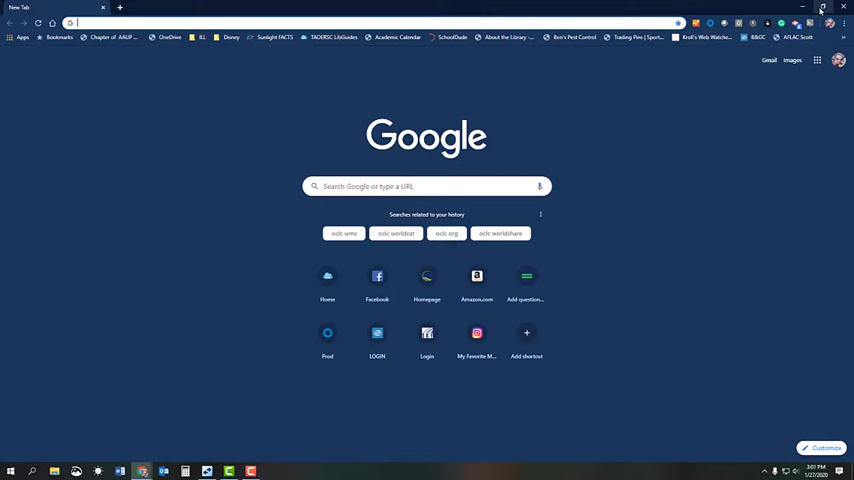 New Tab
Apps Bookmarks Chapter of AAUP ... OneDrive ILL Disney Sunlight FACTS TADERSC LibGuides Academic Calendar SchoolDude About the Library -... Ben's Pest Control Trading Pins | Sport... Kroll's Web Watche... B&GC AFLAC Scott »
Gmail Images
Google
Search Google or type a URL
Searches related to your history
oclc wms oclc worldcat oclc org oclc worldshare
Home Facebook Homepage Amazon.com Add question...
Prod LOGIN Login My Favorite M... Add shortcut
Customize
3:01 PM
1/27/2020